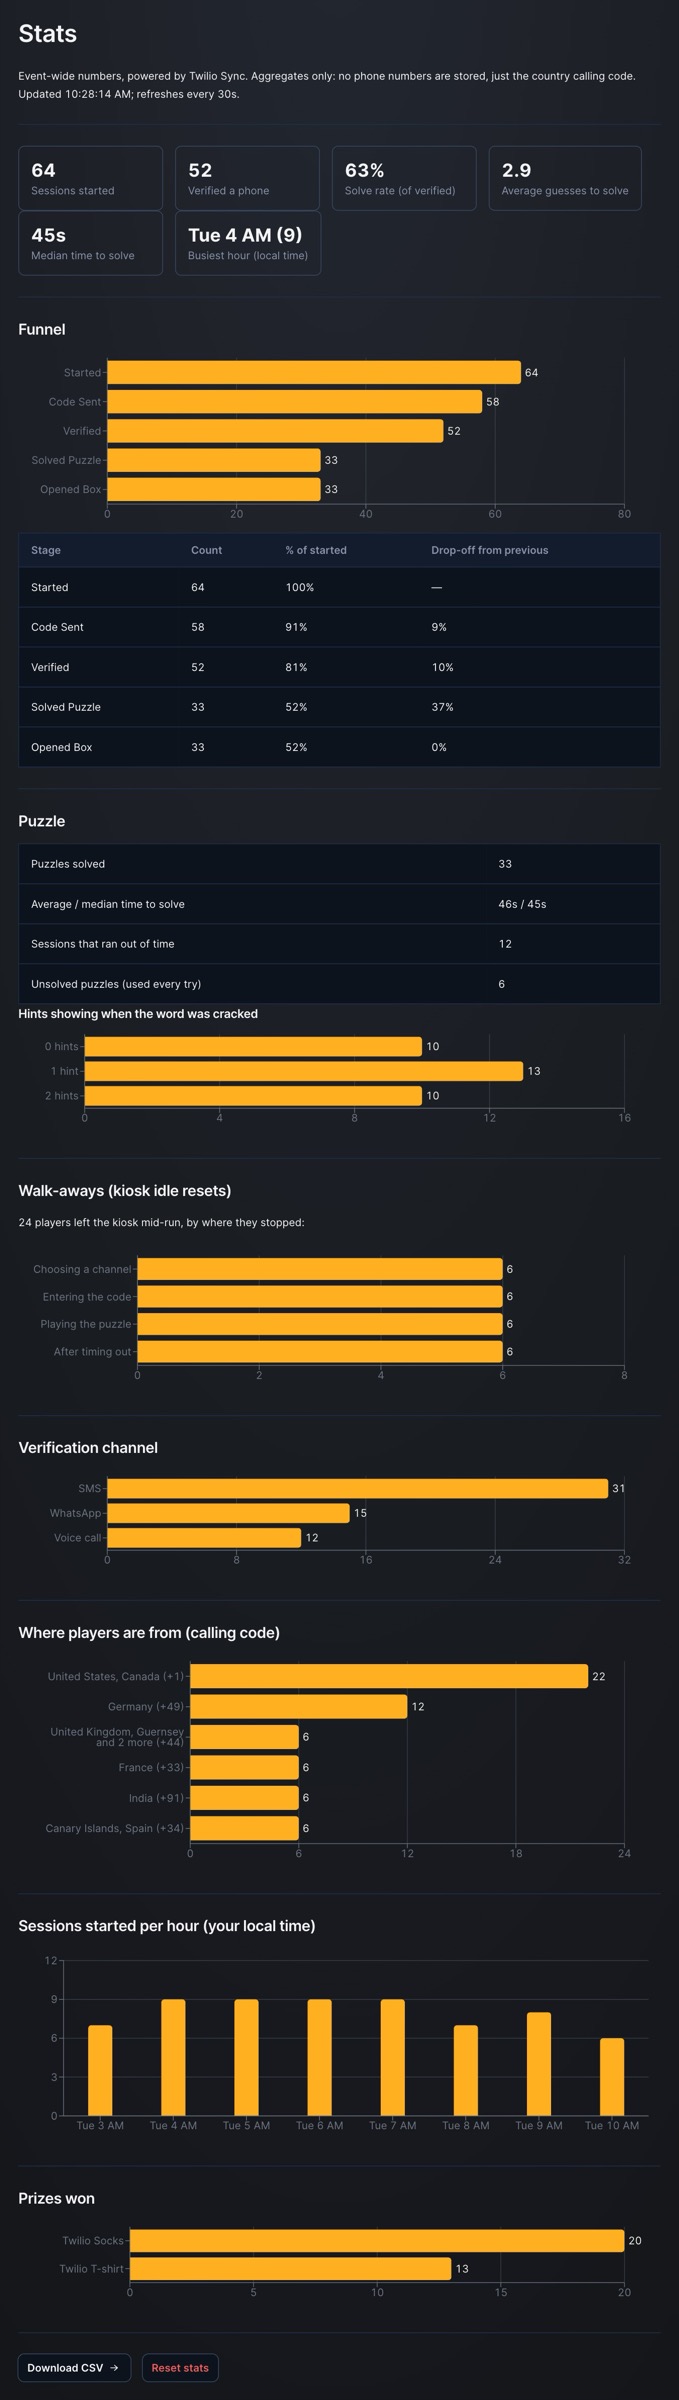 Stats
Event-wide numbers, powered by Twilio Sync. Aggregates only: no phone numbers are stored, just the country calling code.
Updated 10:28:14 AM; refreshes every 30s.
64
Sessions started
52
Verified a phone
63%
Solve rate (of verified)
2.9
Average guesses to solve
45s
Median time to solve
Tue 4 AM (9)
Busiest hour (local time)
Funnel
Started 64
Code Sent 58
Verified 52
Solved Puzzle 33
Opened Box 33
0 20 40 60 80
Stage Count % of started Drop-off from previous
Started 64 100% —
Code Sent 58 91% 9%
Verified 52 81% 10%
Solved Puzzle 33 52% 37%
Opened Box 33 52% 0%
Puzzle
Puzzles solved 33
Average / median time to solve 46s / 45s
Sessions that ran out of time 12
Unsolved puzzles (used every try) 6
Hints showing when the word was cracked
0 hints 10
1 hint 13
2 hints 10
0 4 8 12 16
Walk-aways (kiosk idle resets)
24 players left the kiosk mid-run, by where they stopped:
Choosing a channel 6
Entering the code 6
Playing the puzzle 6
After timing out 6
0 2 4 6 8
Verification channel
SMS 31
WhatsApp 15
Voice call 12
0 8 16 24 32
Where players are from (calling code)
United States, Canada (+1) 22
Germany (+49) 12
United Kingdom, Guernsey
and 2 more (+44) 6
France (+33) 6
India (+91) 6
Canary Islands, Spain (+34) 6
0 6 12 18 24
Sessions started per hour (your local time)
12
9
6
3
0
Tue 3 AM Tue 4 AM Tue 5 AM Tue 6 AM Tue 7 AM Tue 8 AM Tue 9 AM Tue 10 AM
Prizes won
Twilio Socks 20
Twilio T-shirt 13
0 5 10 15 20
Download CSV →
Reset stats